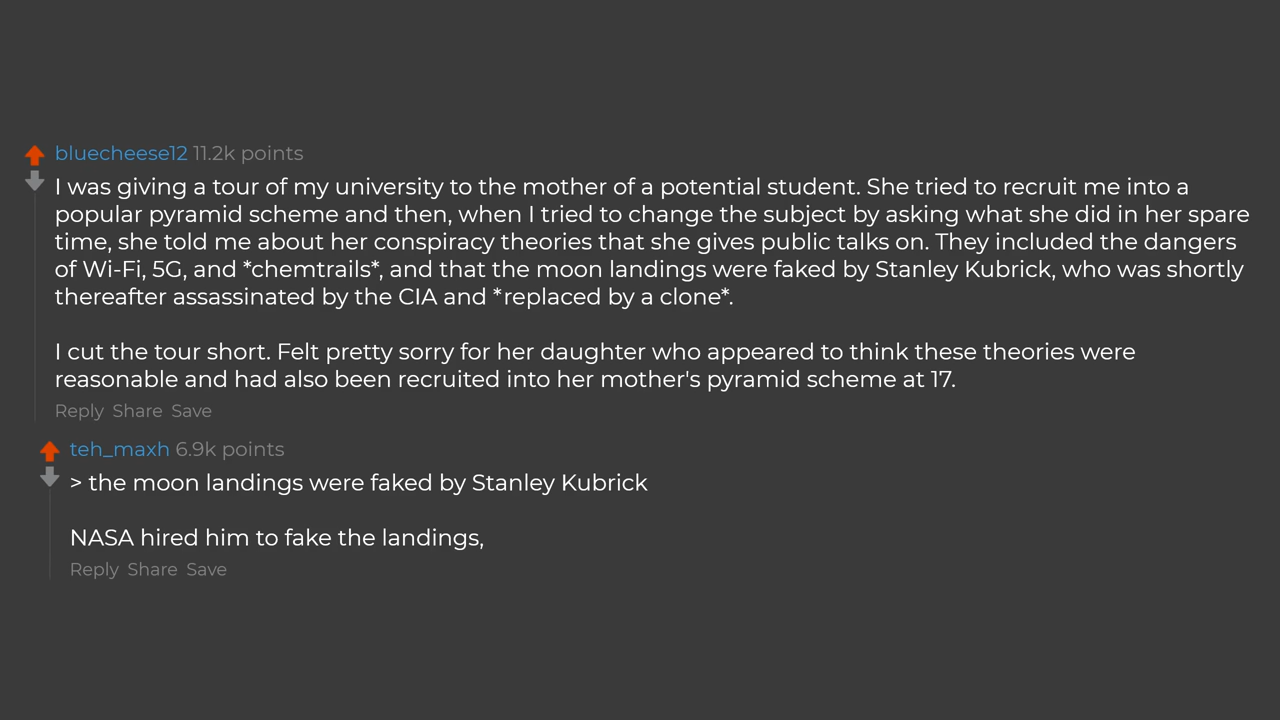 bluecheese12 11.2k points
I was giving a tour of my university to the mother of a potential student. She tried to recruit me into a
popular pyramid scheme and then, when I tried to change the subject by asking what she did in her spare
time, she told me about her conspiracy theories that she gives public talks on. They included the dangers
of Wi-Fi, 5G, and *chemtrails*, and that the moon landings were faked by Stanley Kubrick, who was shortly
thereafter assassinated by the CIA and *replaced by a clone*.
I cut the tour short. Felt pretty sorry for her daughter who appeared to think these theories were
reasonable and had also been recruited into her mother's pyramid scheme at 17.
Reply Share Save
teh_maxh 6.9k points
> the moon landings were faked by Stanley Kubrick
NASA hired him to fake the landings,
Reply Share Save